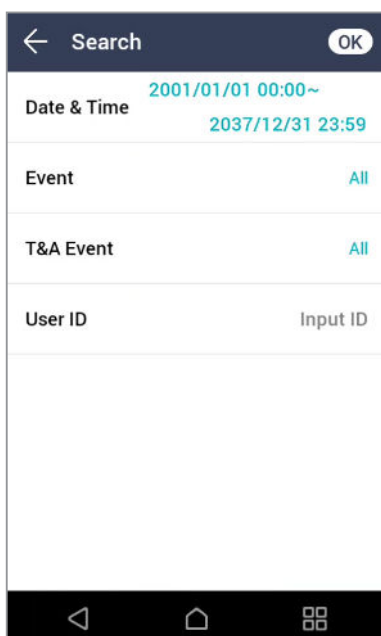 Search OK
Date & Time 2001/01/01 00:00~
2037/12/31 23:59
Event All
T&A Event All
User ID Input ID